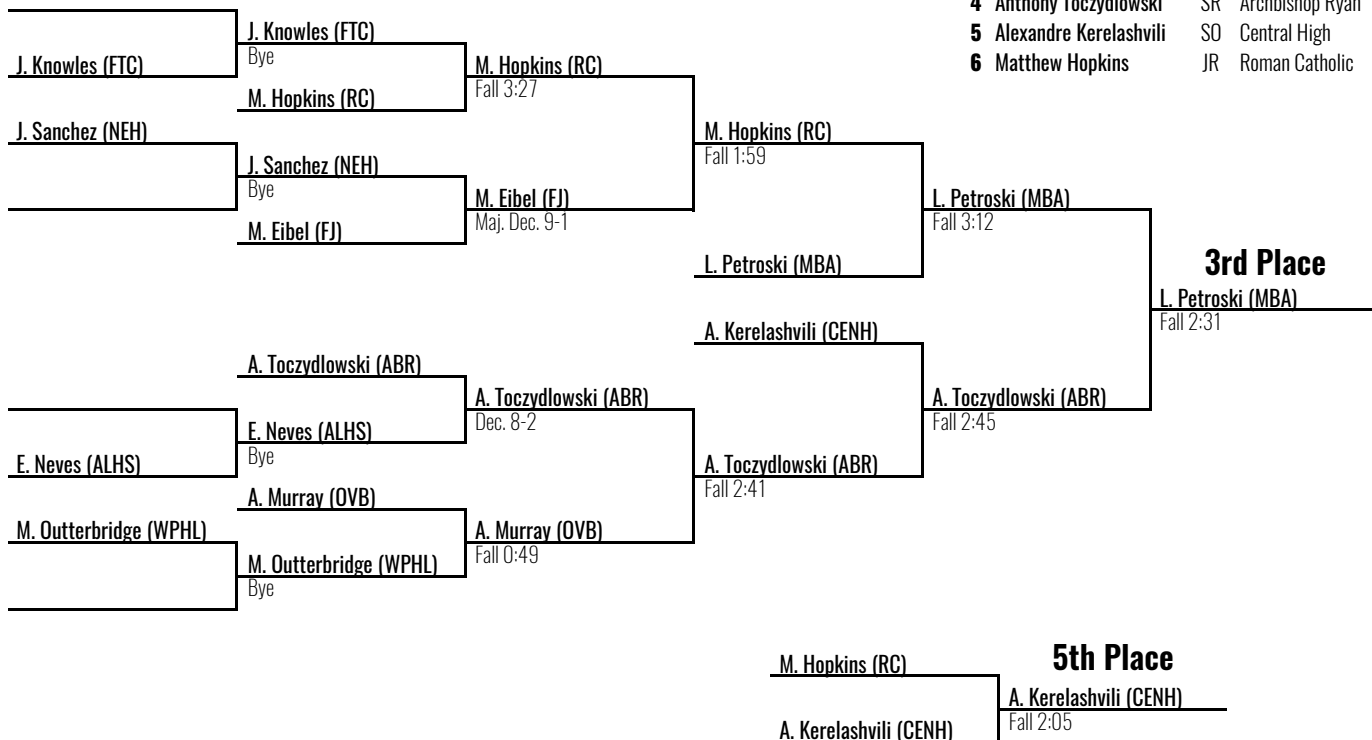 4 Anthony Toczydlowski SR Archbishop Ryan
5 Alexandre Kerelashvili SO Central High
6 Matthew Hopkins JR Roman Catholic
J. Knowles (FTC)
J. Knowles (FTC)
Bye
M. Hopkins (RC)
M. Hopkins (RC)
Fall 3:27
J. Sanchez (NEH)
J. Sanchez (NEH)
Bye
M. Eibel (FJ)
M. Eibel (FJ)
Maj. Dec. 9-1
M. Hopkins (RC)
Fall 1:59
L. Petroski (MBA)
L. Petroski (MBA)
Fall 3:12
3rd Place
L. Petroski (MBA)
Fall 2:31
A. Kerelashvili (CENH)
A. Toczydlowski (ABR)
A. Toczydlowski (ABR)
Dec. 8-2
A. Toczydlowski (ABR)
Fall 2:45
E. Neves (ALHS)
E. Neves (ALHS)
Bye
A. Toczydlowski (ABR)
Fall 2:41
A. Murray (OVB)
M. Outterbridge (WPHL)
A. Murray (OVB)
Fall 0:49
M. Outterbridge (WPHL)
Bye
M. Hopkins (RC)
5th Place
A. Kerelashvili (CENH)
Fall 2:05
A. Kerelashvili (CENH)